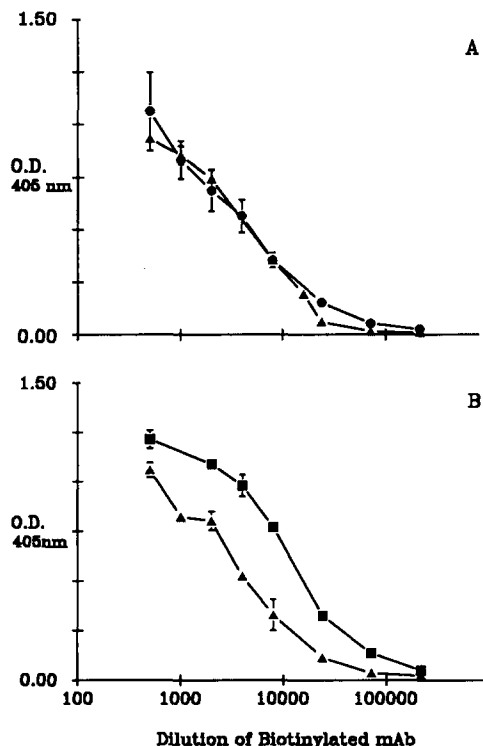 1.50
A
O.D.
405 nm
0.00
1.50
B
O.D.
405nm
0.00
100 1000 10000 100000
Dilution of Biotinylated mAb